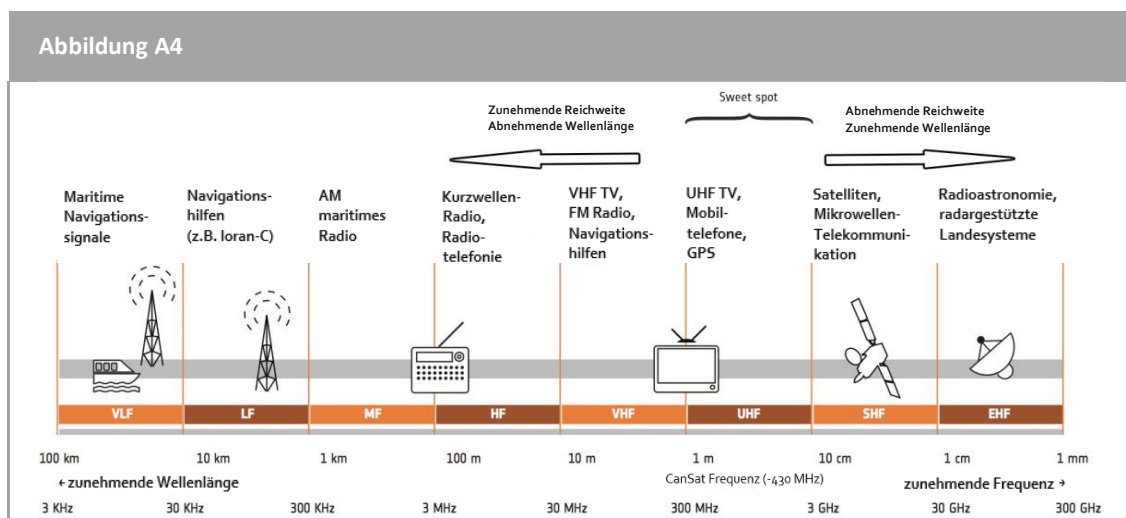 Abbildung A4
Sweet spot
Zunehmende Reichweite
Abnehmende Wellenlänge
Abnehmende Reichweite
Zunehmende Wellenlänge
Maritime
Navigations-
signale
Navigations-
hilfen
(z.B. loran-C)
AM
maritimes
Radio
Kurzwellen-
Radio,
Radio-
telefonie
VHF TV,
FM Radio,
Navigations-
hilfen
UHF TV,
Mobil-
telefone,
GPS
Satelliten,
Mikrowellen-
Telekommuni-
kation
Radioastronomie,
radargestützte
Landesysteme
VLF LF MF HF VHF UHF SHF EHF
100 km 10 km 1 km 100 m 10 m 1 m 10 cm 1 cm 1 mm
← zunehmende Wellenlänge CanSat Frequenz (~430 MHz) zunehmende Frequenz →
3 KHz 30 KHz 300 KHz 3 MHz 30 MHz 300 MHz 3 GHz 30 GHz 300 GHz